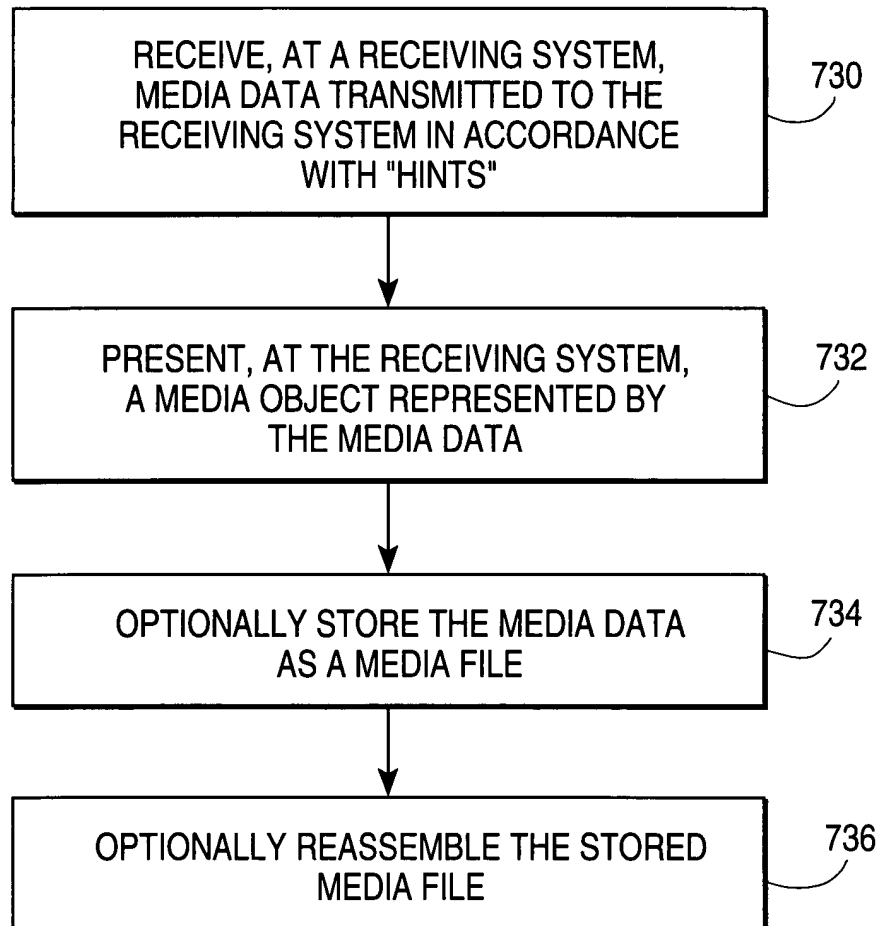 RECEIVE, AT A RECEIVING SYSTEM,
MEDIA DATA TRANSMITTED TO THE
RECEIVING SYSTEM IN ACCORDANCE
WITH "HINTS"
730
PRESENT, AT THE RECEIVING SYSTEM,
A MEDIA OBJECT REPRESENTED BY
THE MEDIA DATA
732
OPTIONALLY STORE THE MEDIA DATA
AS A MEDIA FILE
734
OPTIONALLY REASSEMBLE THE STORED
MEDIA FILE
736